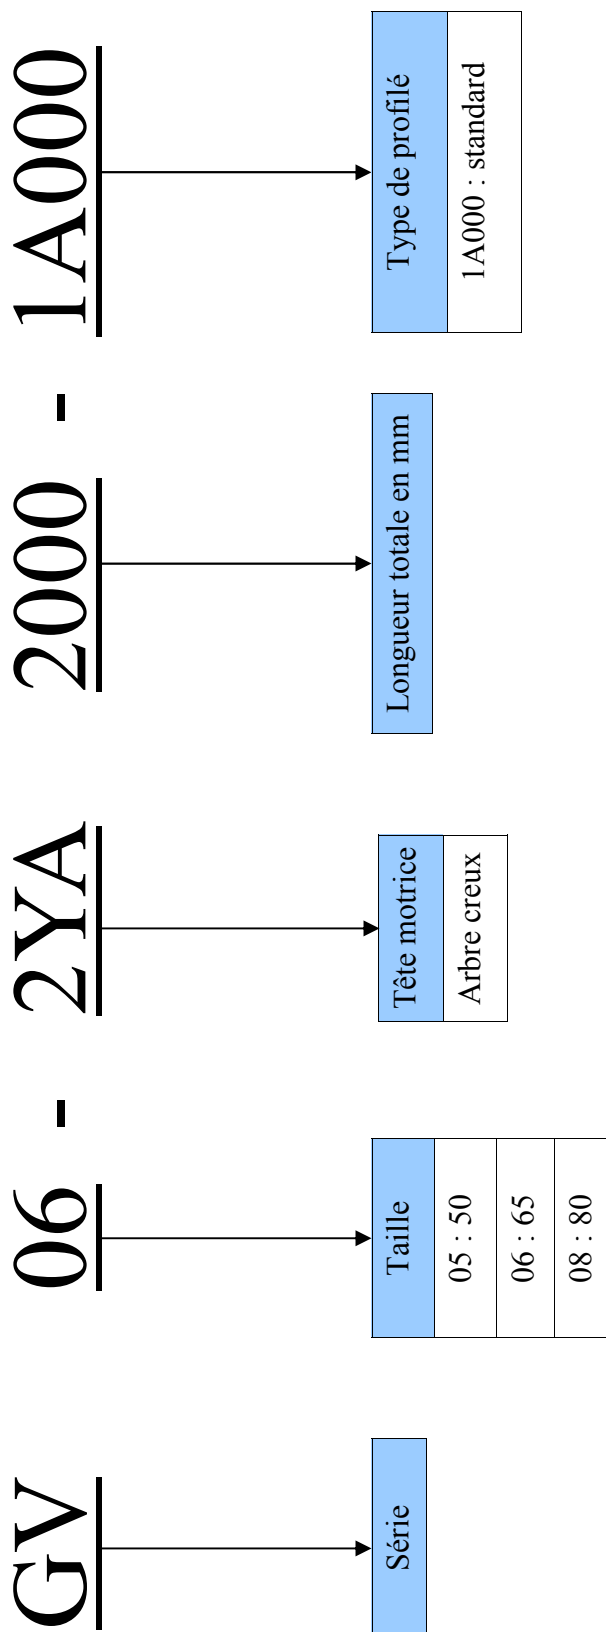 GV 06 - 2YA 2000 - 1A000
Série
Taille
05 : 50
06 : 65
08 : 80
Tête motrice
Arbre creux
Longueur totale en mm
Type de profilé
1A000 : standard